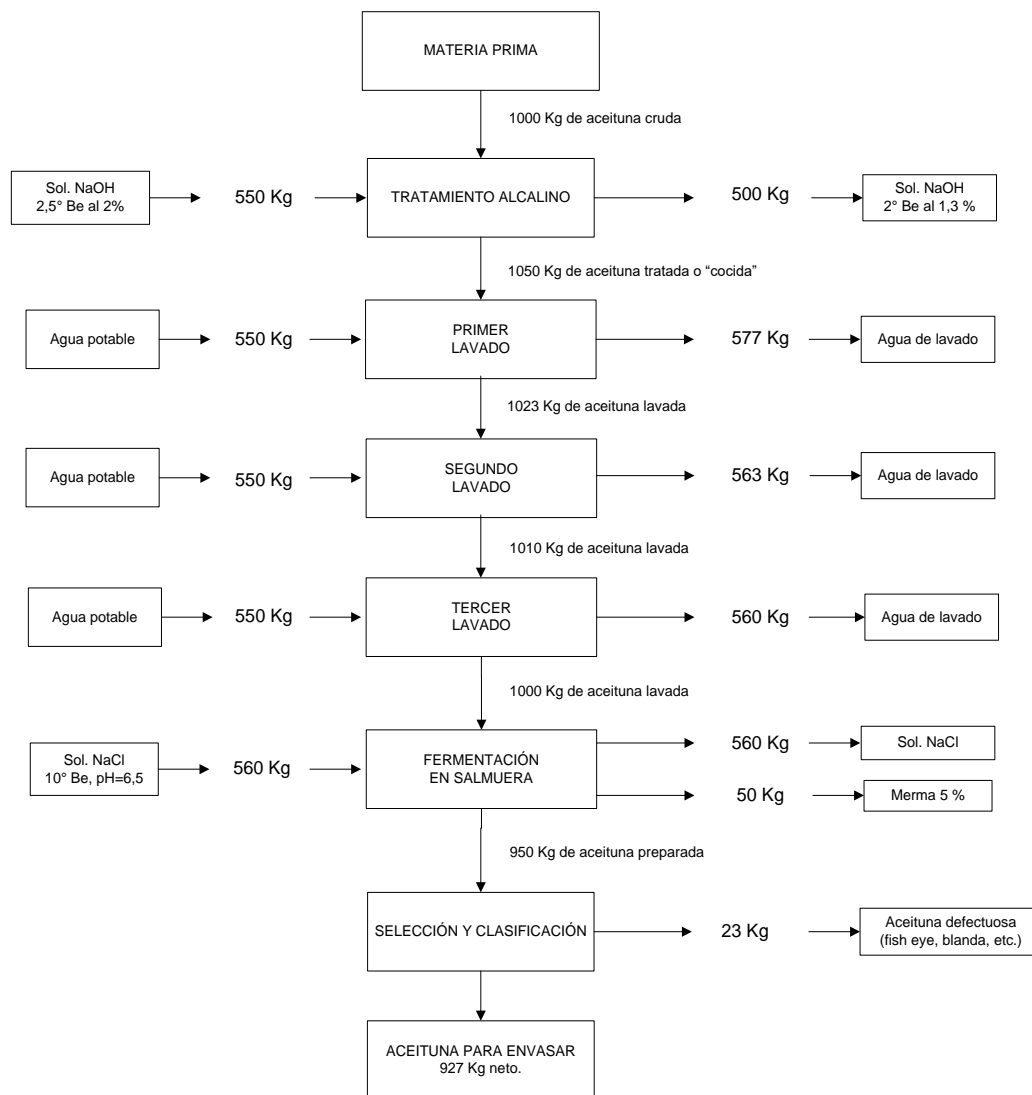 MATERIA PRIMA
1000 Kg de aceituna cruda
Sol. NaOH
2,5° Be al 2%
550 Kg
TRATAMIENTO ALCALINO
500 Kg
Sol. NaOH
2° Be al 1,3 %
1050 Kg de aceituna tratada o “cocida”
Agua potable
550 Kg
PRIMER
LAVADO
577 Kg
Agua de lavado
1023 Kg de aceituna lavada
Agua potable
550 Kg
SEGUNDO
LAVADO
563 Kg
Agua de lavado
1010 Kg de aceituna lavada
Agua potable
550 Kg
TERCER
LAVADO
560 Kg
Agua de lavado
1000 Kg de aceituna lavada
Sol. NaCl
10° Be, pH=6,5
560 Kg
FERMENTACIÓN
EN SALMUERA
560 Kg
Sol. NaCl
50 Kg
Merma 5 %
950 Kg de aceituna preparada
SELECCIÓN Y CLASIFICACIÓN
23 Kg
Aceituna defectuosa
(fish eye, blanda, etc.)
ACEITUNA PARA ENVASAR
927 Kg neto.